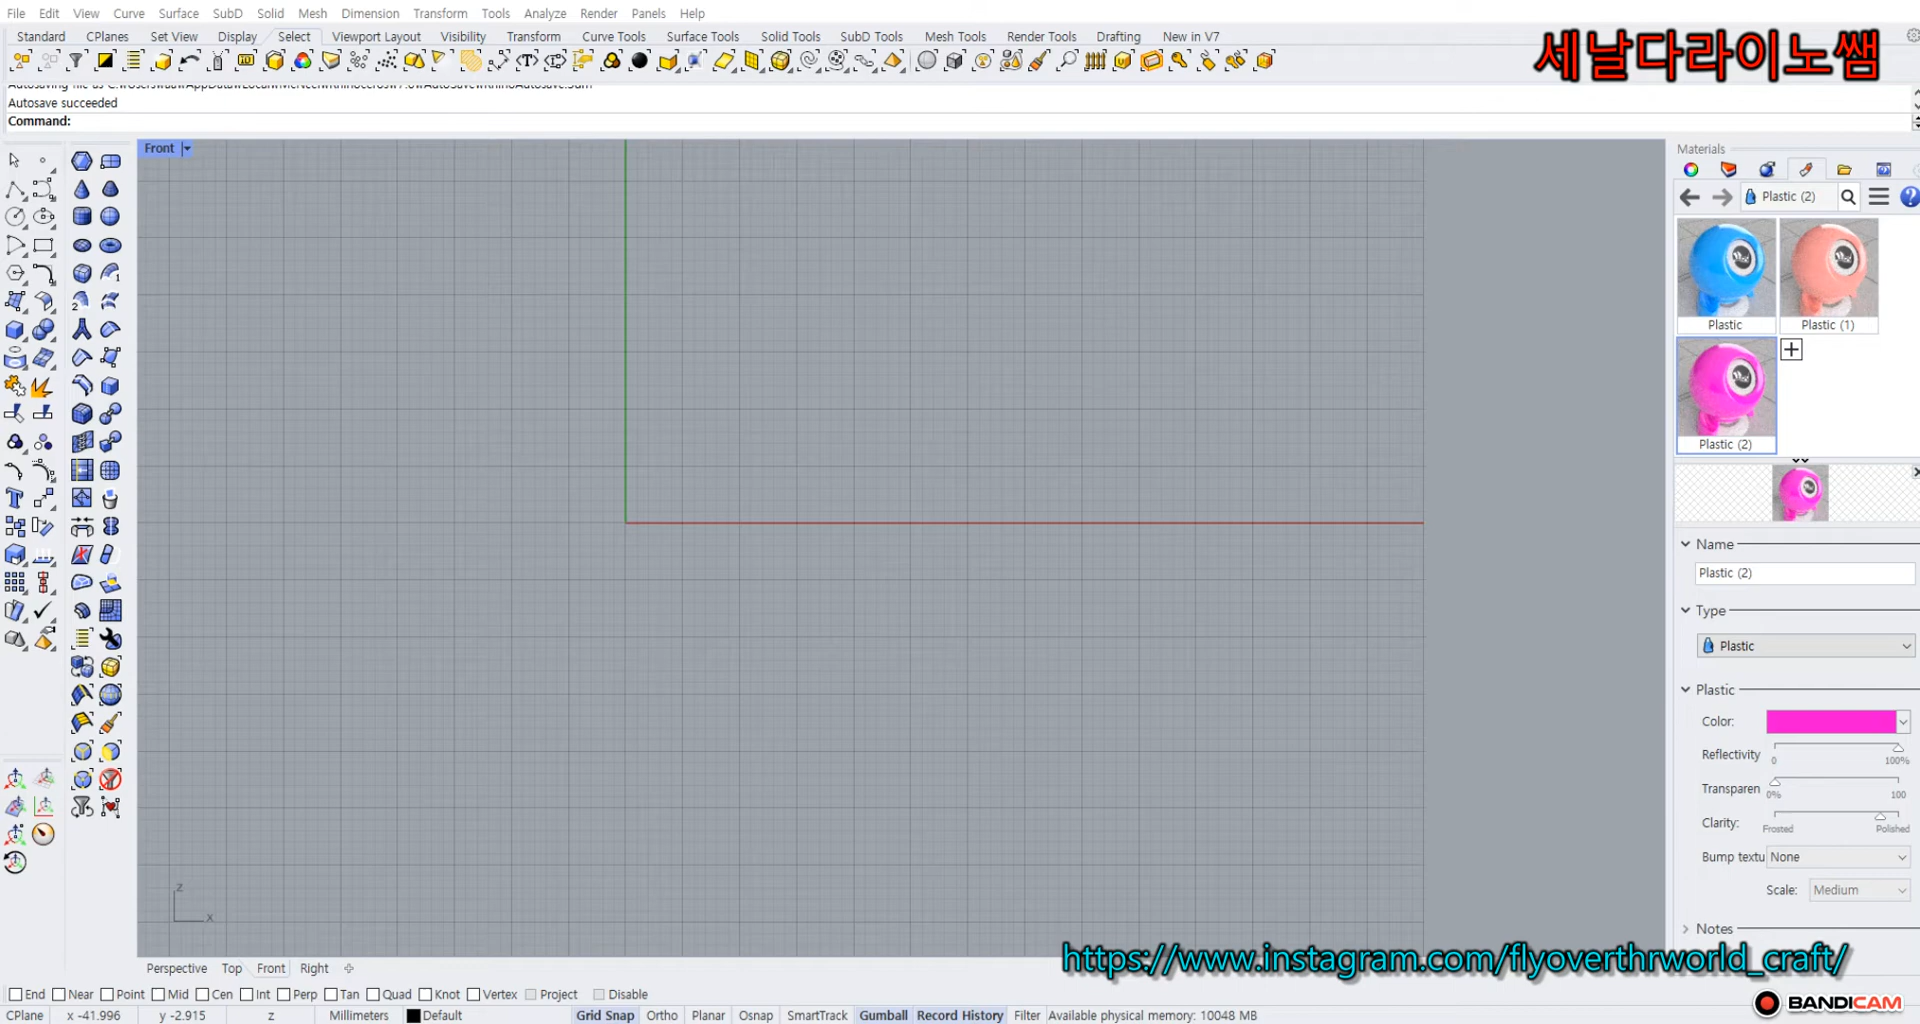 File Edit View Curve Surface SubD Solid Mesh Dimension Transform Tools Analyze Render Panels Help
Standard CPlanes Set View Display Select Viewport Layout Visibility Transform Curve Tools Surface Tools Solid Tools SubD Tools Mesh Tools Render Tools Drafting New in V7
세날다라이노쌤
Autosave succeeded
Command:
Front
Materials
Plastic (2)
Plastic Plastic (1)
Plastic (2)
Name
Plastic (2)
Type
Plastic
Plastic
Color:
Reflectivity
0 100%
Transparen
0% 100
Clarity:
Frosted Polished
Bump textu None
Scale: Medium
Notes
z
x
https://www.instagram.com/flyoverthrworld_craft/
Perspective Top Front Right
End Near Point Mid Cen Int Perp Tan Quad Knot Vertex Project Disable
BANDICAM
CPlane x -41.996 y -2.915 z Millimeters Default Grid Snap Ortho Planar Osnap SmartTrack Gumball Record History Filter Available physical memory: 10048 MB